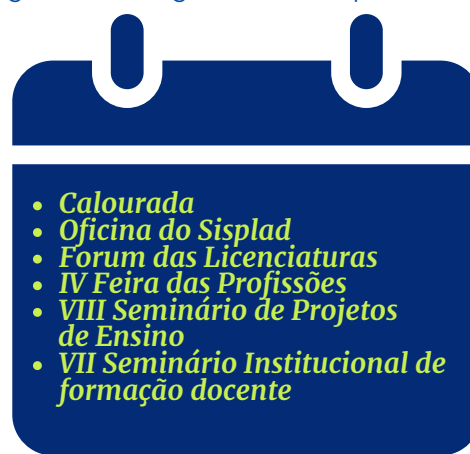 • Calourada
• Oficina do Sisplad
• Forum das Licenciaturas
• IV Feira das Profissões
• VIII Seminário de Projetos
de Ensino
• VII Seminário Institucional de
formação docente